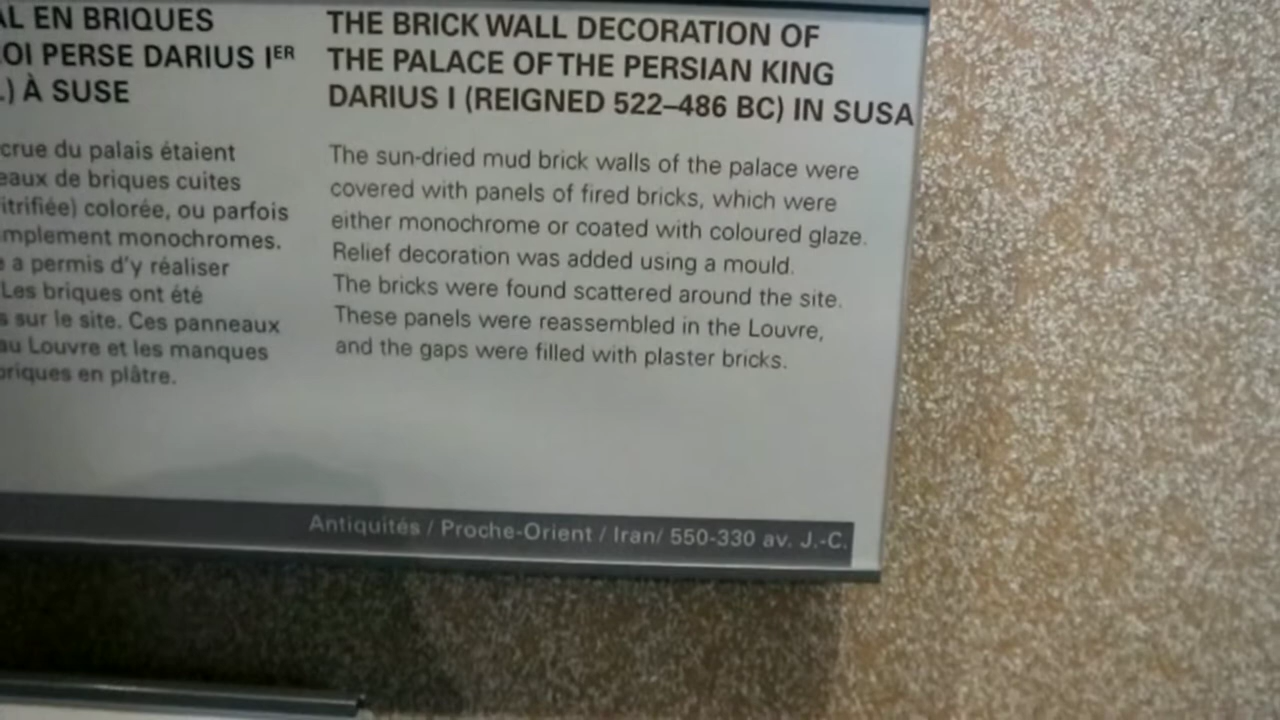 AL EN BRIQUES
OI PERSE DARIUS IER
.) À SUSE
crue du palais étaient
eaux de briques cuites
itrifiée) colorée, ou parfois
implement monochromes.
e a permis d'y réaliser
Les briques ont été
s sur le site. Ces panneaux
au Louvre et les manques
briques en plâtre.
THE BRICK WALL DECORATION OF
THE PALACE OF THE PERSIAN KING
DARIUS I (REIGNED 522–486 BC) IN SUSA
The sun-dried mud brick walls of the palace were
covered with panels of fired bricks, which were
either monochrome or coated with coloured glaze.
Relief decoration was added using a mould.
The bricks were found scattered around the site.
These panels were reassembled in the Louvre,
and the gaps were filled with plaster bricks.
Antiquités / Proche-Orient / Iran/ 550-330 av. J.-C.